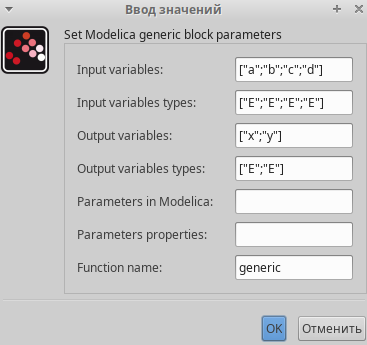 Ввод значений
Set Modelica generic block parameters
Input variables: ["a";"b";"c";"d"]
Input variables types: ["E";"E";"E";"E"]
Output variables: ["x";"y"]
Output variables types: ["E";"E"]
Parameters in Modelica:
Parameters properties:
Function name: generic
OK Отменить